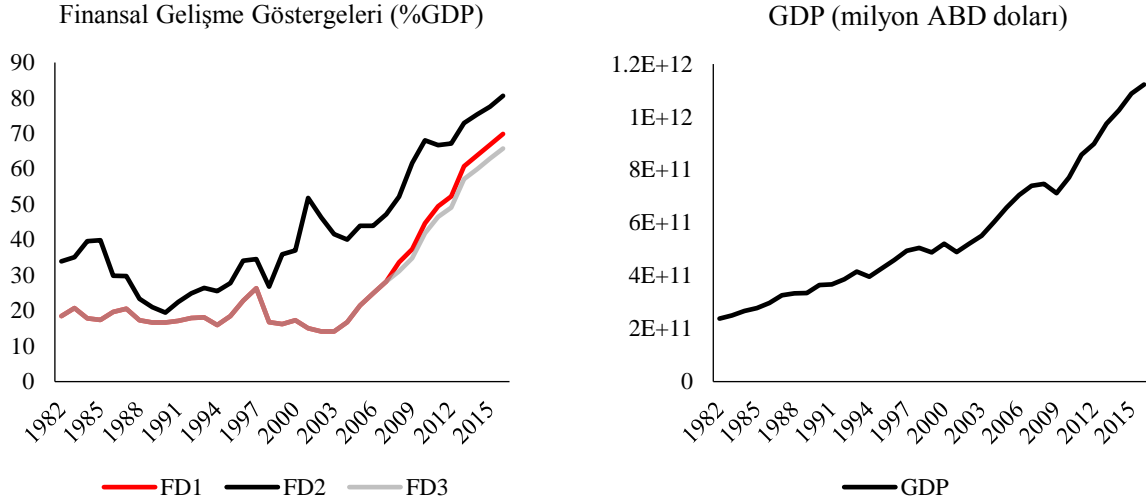 Finansal Gelişme Göstergeleri (%GDP)
90
80
70
60
50
40
30
20
10
0
1982
1985
1988
1991
1994
1997
2000
2003
2006
2009
2012
2015
FD1
FD2
FD3
GDP (milyon ABD doları)
1.2E+12
1E+12
8E+11
6E+11
4E+11
2E+11
0
1982
1985
1988
1991
1994
1997
2000
2003
2006
2009
2012
2015
GDP